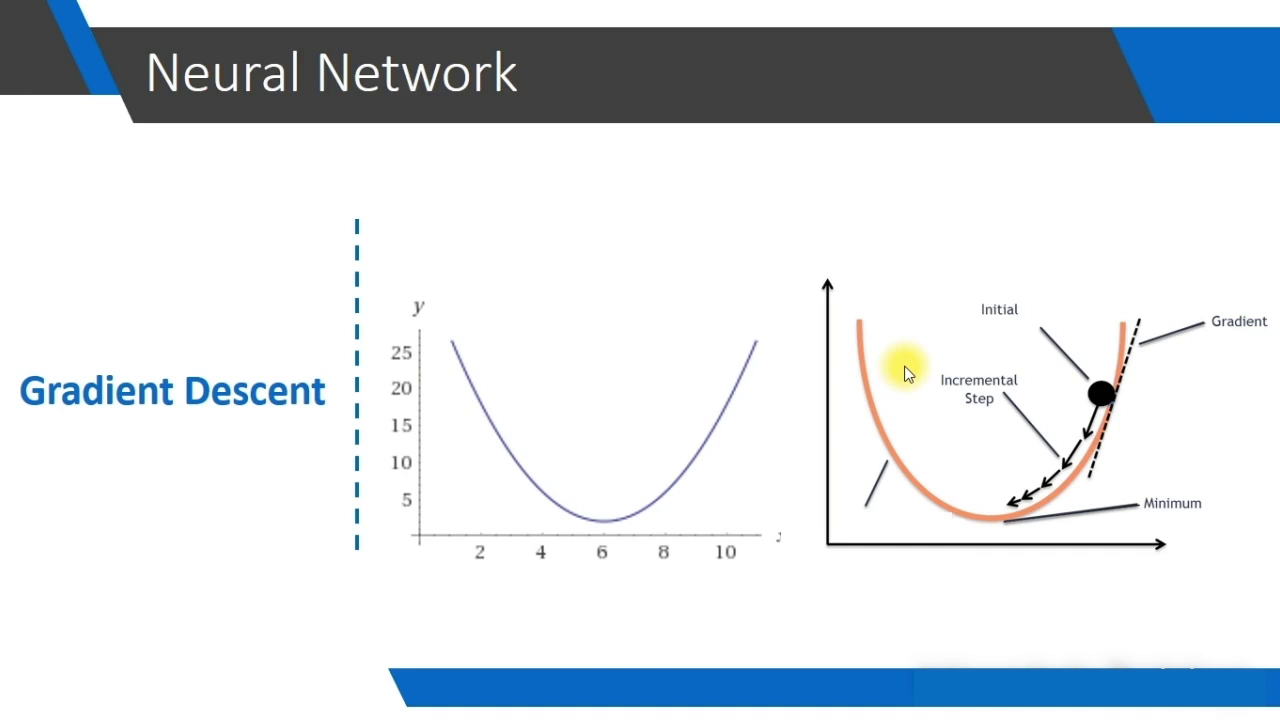 Neural Network
Gradient Descent
y
25
20
15
10
5
2 4 6 8 10
Initial
Gradient
Incremental
Step
Minimum